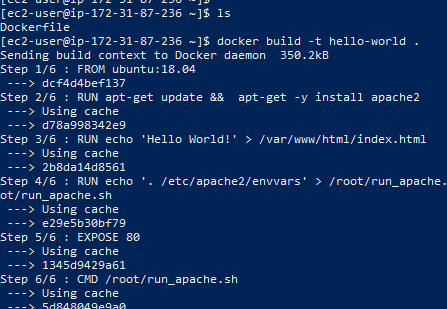 [ec2-user@ip-172-31-87-236 ~]$ ls
Dockerfile
[ec2-user@ip-172-31-87-236 ~]$ docker build -t hello-world .
Sending build context to Docker daemon  350.2kB
Step 1/6 : FROM ubuntu:18.04
 ---> dcf4d4bef137
Step 2/6 : RUN apt-get update &&  apt-get -y install apache2
 ---> Using cache
 ---> d78a998342e9
Step 3/6 : RUN echo 'Hello World!' > /var/www/html/index.html
 ---> Using cache
 ---> 2b8da14d8561
Step 4/6 : RUN echo '. /etc/apache2/envvars' > /root/run_apache.
ot/run_apache.sh
 ---> Using cache
 ---> e29e5b30bf79
Step 5/6 : EXPOSE 80
 ---> Using cache
 ---> 1345d9429a61
Step 6/6 : CMD /root/run_apache.sh
 ---> Using cache
 ---> 5d848049e9a0